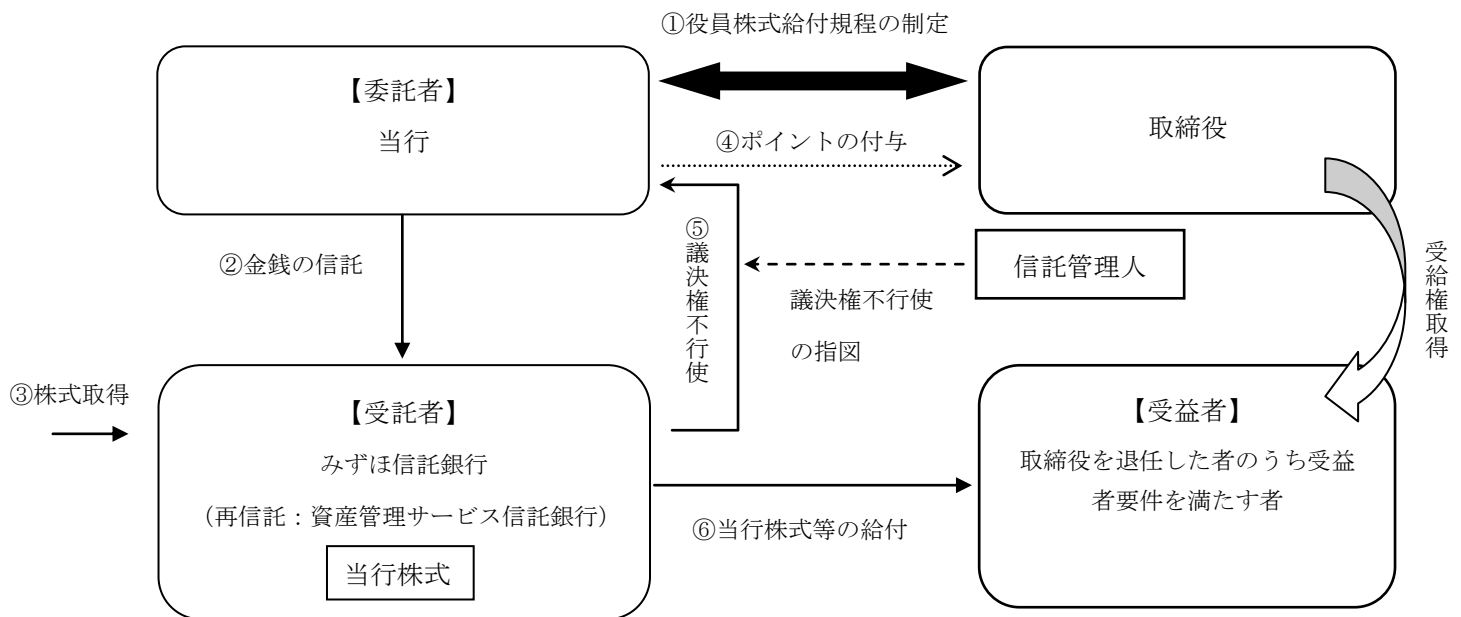 ①役員株式給付規程の制定
【委託者】
当行
取締役
④ポイントの付与
②金銭の信託
⑤議決権不行使
信託管理人
議決権不行使
の指図
受給権取得
③株式取得
【受託者】
みずほ信託銀行
（再信託：資産管理サービス信託銀行）
当行株式
【受益者】
取締役を退任した者のうち受益
者要件を満たす者
⑥当行株式等の給付